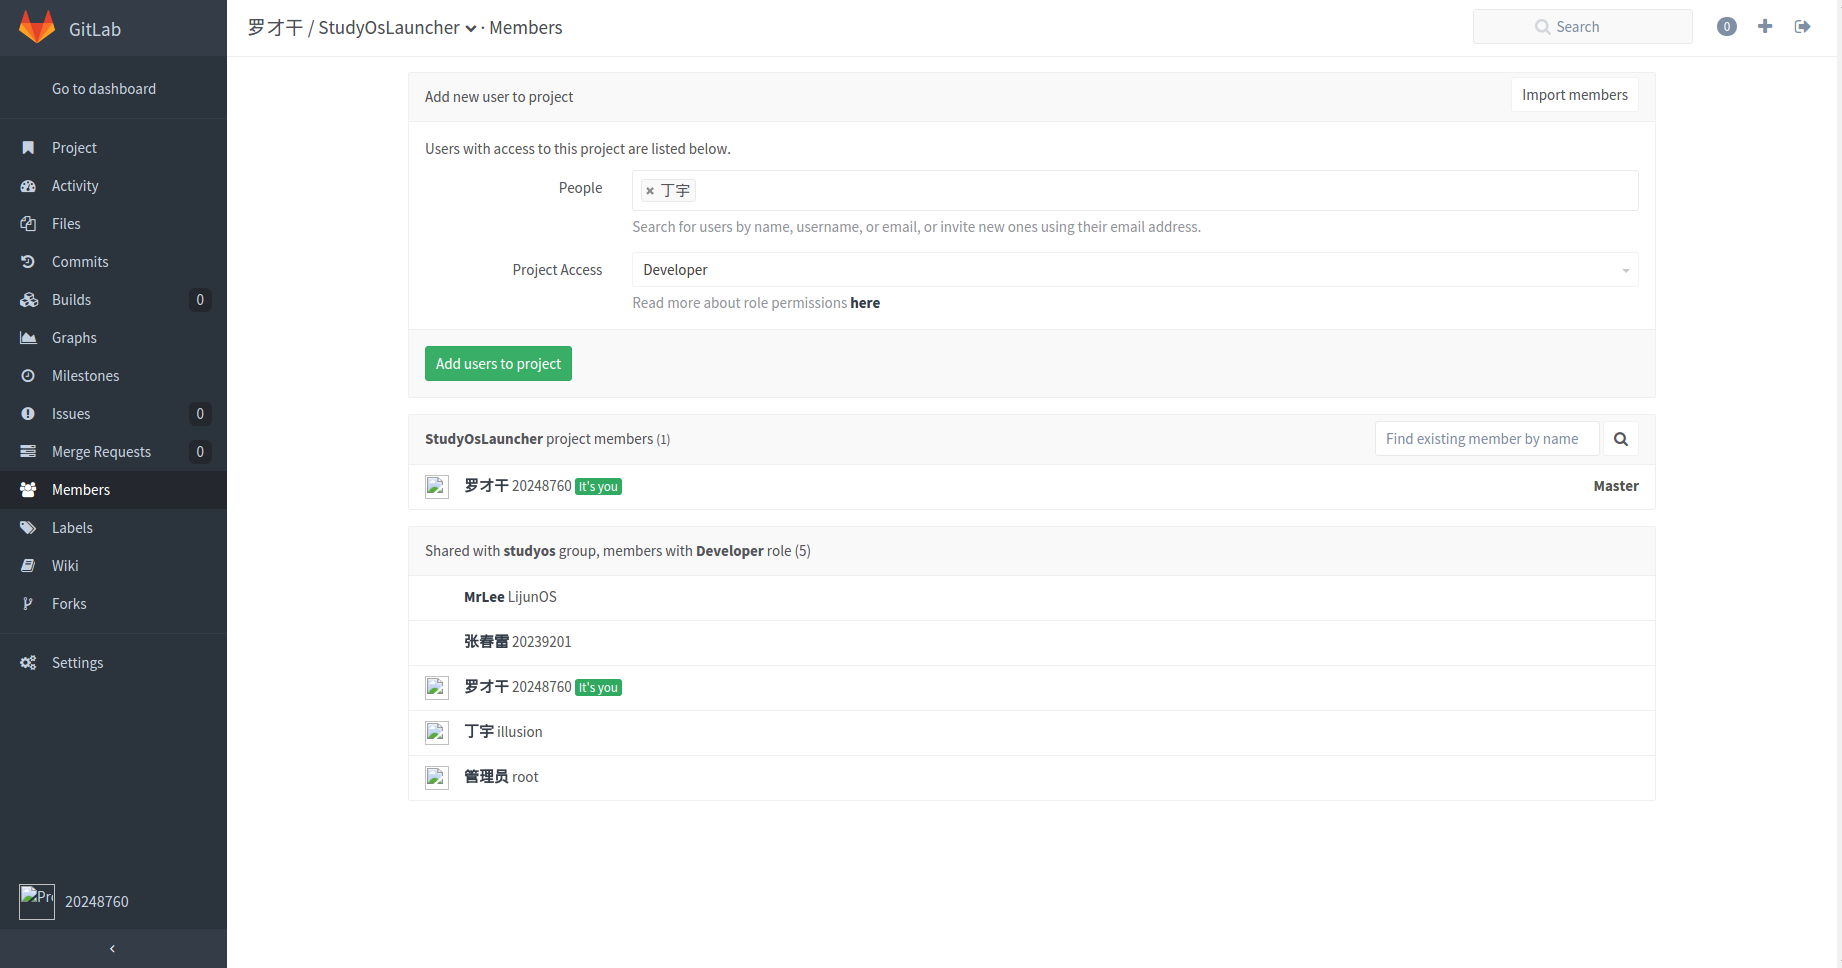 GitLab
罗才干 / StudyOsLauncher · Members
Search
0
Go to dashboard
Project
Activity
Files
Commits
Builds 0
Graphs
Milestones
Issues 0
Merge Requests 0
Members
Labels
Wiki
Forks
Settings
Pro
20248760
Add new user to project
Import members
Users with access to this project are listed below.
People
× 丁宇
Search for users by name, username, or email, or invite new ones using their email address.
Project Access
Developer
Read more about role permissions here
Add users to project
StudyOsLauncher project members (1)
Find existing member by name
罗才干 20248760 It's you
Master
Shared with studyos group, members with Developer role (5)
MrLee LijunOS
张春雷 20239201
罗才干 20248760 It's you
丁宇 illusion
管理员 root